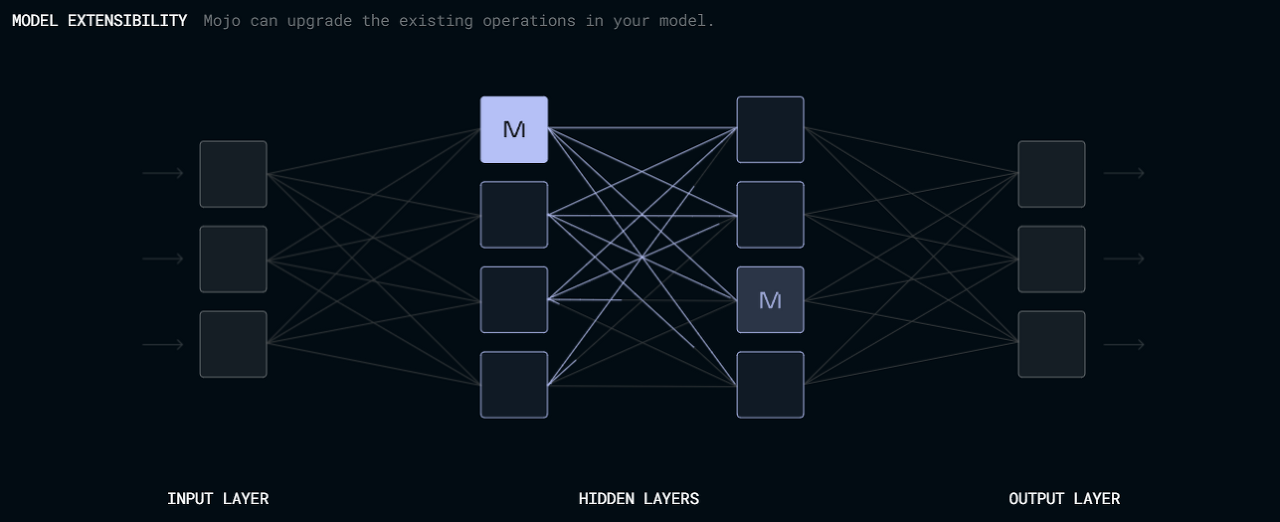 MODEL EXTENSIBILITY Mojo can upgrade the existing operations in your model.
M
M
INPUT LAYER
HIDDEN LAYERS
OUTPUT LAYER